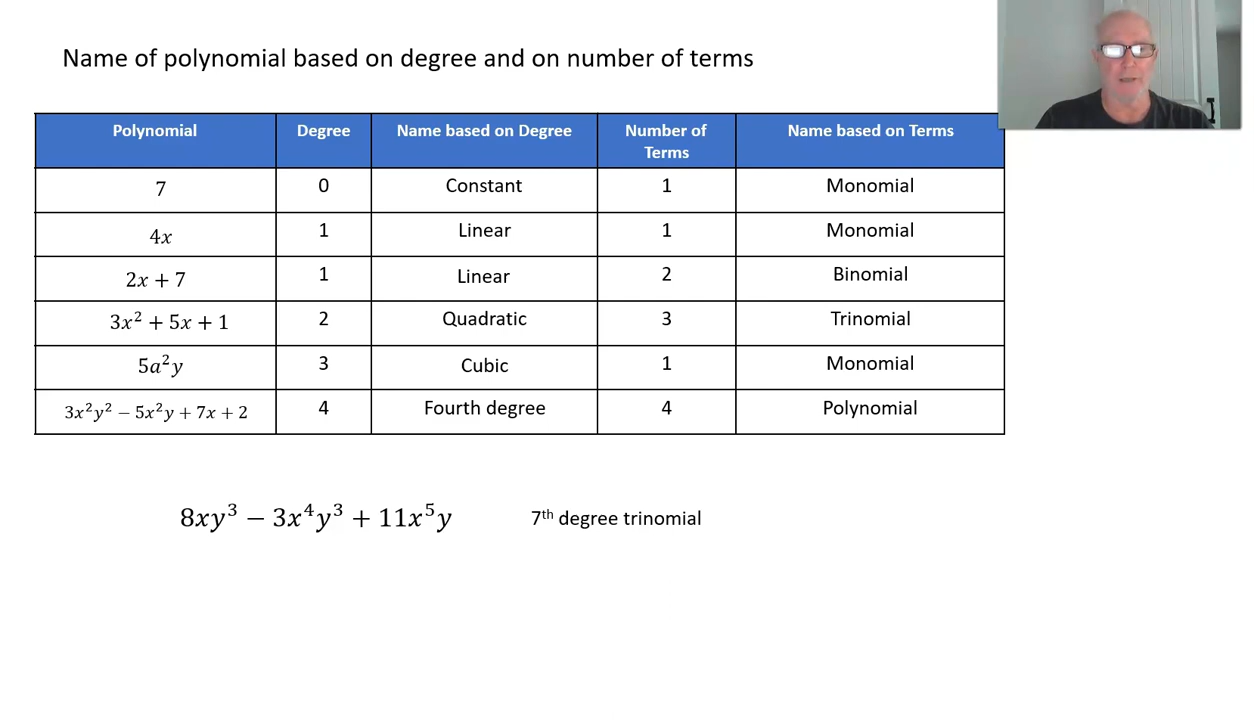 Name of polynomial based on degree and on number of terms
Polynomial Degree Name based on Degree Number of Terms Name based on Terms
7 0 Constant 1 Monomial
4x 1 Linear 1 Monomial
2x + 7 1 Linear 2 Binomial
3x² + 5x + 1 2 Quadratic 3 Trinomial
5a²y 3 Cubic 1 Monomial
3x²y² − 5x²y + 7x + 2 4 Fourth degree 4 Polynomial
8xy³ − 3x⁴y³ + 11x⁵y 7th degree trinomial